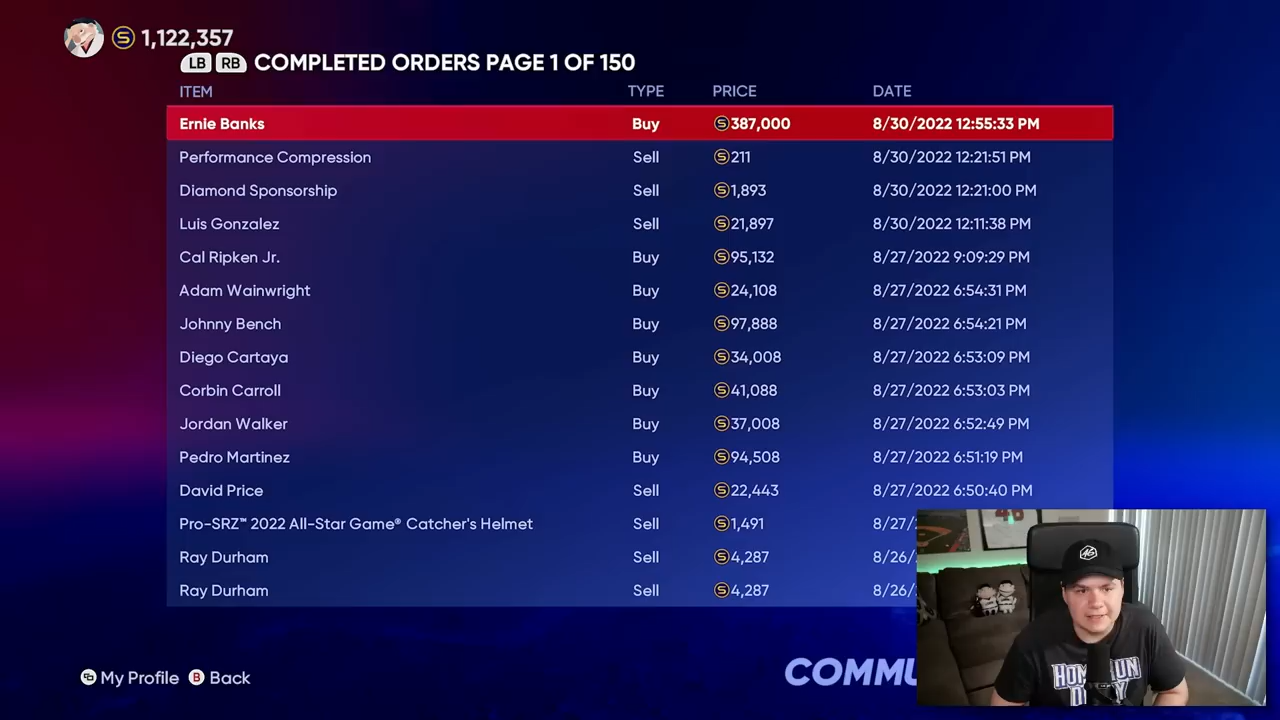 1,122,357
LB RB COMPLETED ORDERS PAGE 1 OF 150
ITEM TYPE PRICE DATE
Ernie Banks Buy 387,000 8/30/2022 12:55:33 PM
Performance Compression Sell 211 8/30/2022 12:21:51 PM
Diamond Sponsorship Sell 1,893 8/30/2022 12:21:00 PM
Luis Gonzalez Sell 21,897 8/30/2022 12:11:38 PM
Cal Ripken Jr. Buy 95,132 8/27/2022 9:09:29 PM
Adam Wainwright Buy 24,108 8/27/2022 6:54:31 PM
Johnny Bench Buy 97,888 8/27/2022 6:54:21 PM
Diego Cartaya Buy 34,008 8/27/2022 6:53:09 PM
Corbin Carroll Buy 41,088 8/27/2022 6:53:03 PM
Jordan Walker Buy 37,008 8/27/2022 6:52:49 PM
Pedro Martinez Buy 94,508 8/27/2022 6:51:19 PM
David Price Sell 22,443 8/27/2022 6:50:40 PM
Pro-SRZ™ 2022 All-Star Game® Catcher's Helmet Sell 1,491 8/27/
Ray Durham Sell 4,287 8/26/
Ray Durham Sell 4,287 8/26/
My Profile B Back
COMMU